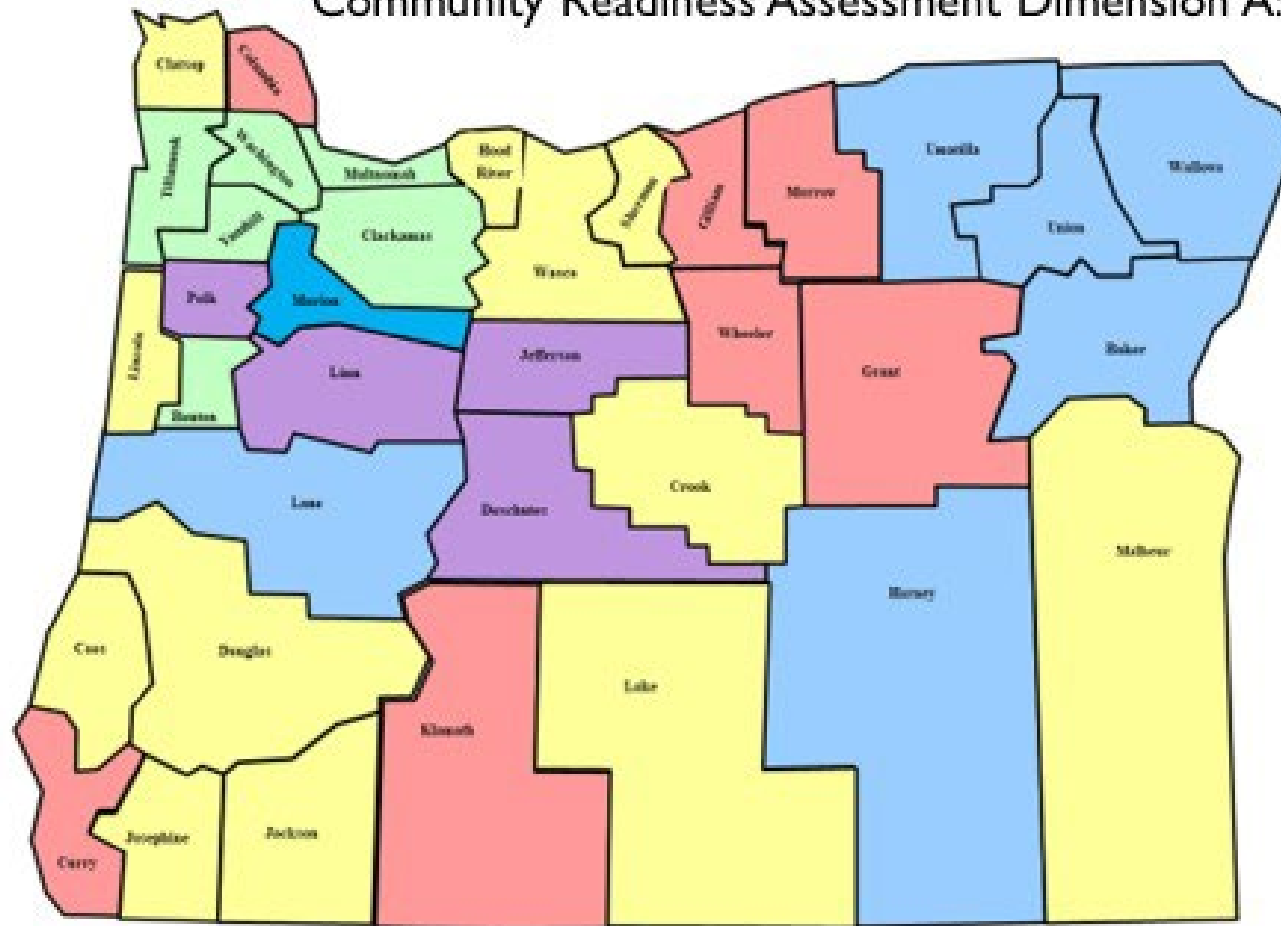 Community Readiness Assessment Dimension A:
Clatsop
Columbia
Tillamook
Washington
Multnomah
Hood
River
Sherman
Gilliam
Morrow
Umatilla
Wallowa
Union
Yamhill
Clackamas
Wasco
Polk
Marion
Wheeler
Baker
Lincoln
Linn
Jefferson
Grant
Benton
Crook
Lane
Deschutes
Malheur
Harney
Coos
Douglas
Lake
Klamath
Curry
Josephine
Jackson